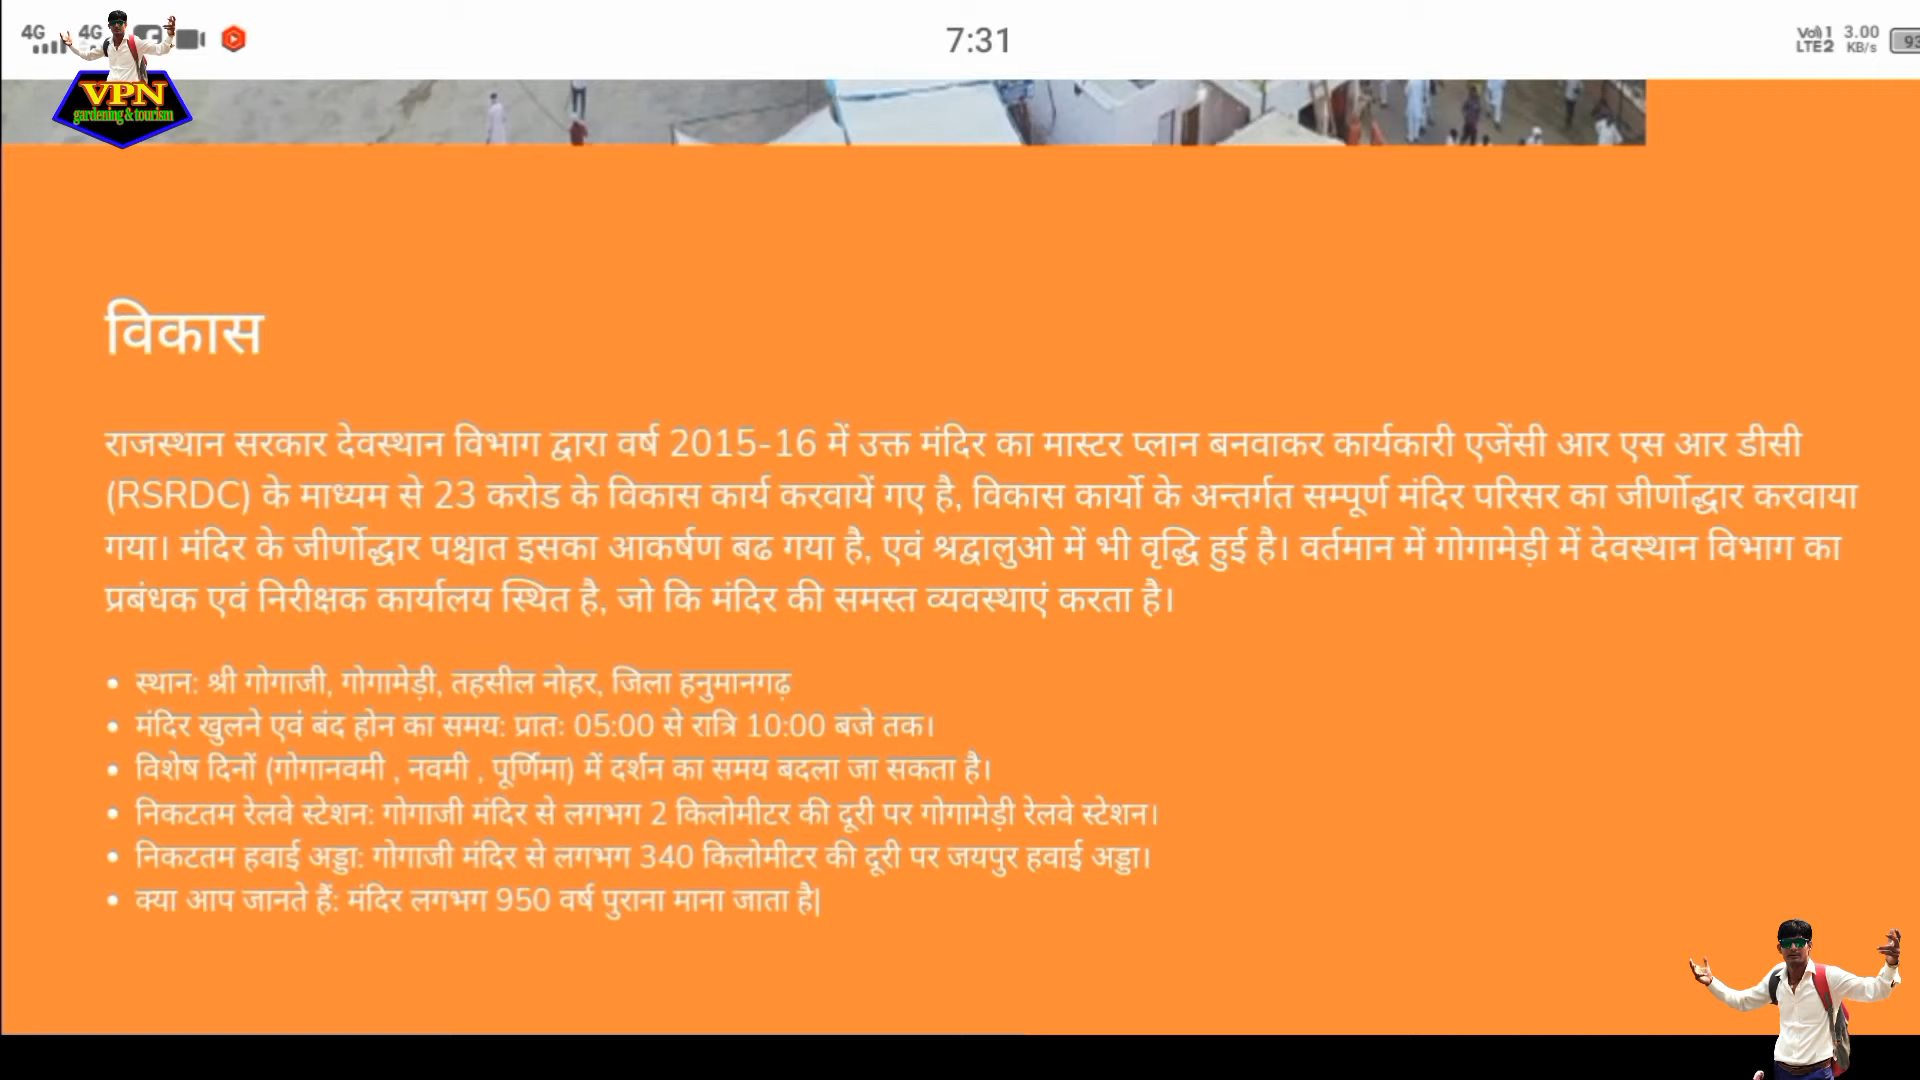 4G 4G 7:31 Vo)) 1 LTE2 3.00 KB/s 93
VPN
gardening & tourism
विकास
राजस्थान सरकार देवस्थान विभाग द्वारा वर्ष 2015-16 में उक्त मंदिर का मास्टर प्लान बनवाकर कार्यकारी एजेंसी आर एस आर डीसी
(RSRDC) के माध्यम से 23 करोड के विकास कार्य करवायें गए है, विकास कार्यो के अन्तर्गत सम्पूर्ण मंदिर परिसर का जीर्णोद्धार करवाया
गया। मंदिर के जीर्णोद्धार पश्चात इसका आकर्षण बढ गया है, एवं श्रद्वालुओ में भी वृद्धि हुई है। वर्तमान में गोगामेड़ी में देवस्थान विभाग का
प्रबंधक एवं निरीक्षक कार्यालय स्थित है, जो कि मंदिर की समस्त व्यवस्थाएं करता है।
• स्थान: श्री गोगाजी, गोगामेड़ी, तहसील नोहर, जिला हनुमानगढ़
• मंदिर खुलने एवं बंद होन का समय: प्रातः 05:00 से रात्रि 10:00 बजे तक।
• विशेष दिनों (गोगानवमी , नवमी , पूर्णिमा) में दर्शन का समय बदला जा सकता है।
• निकटतम रेलवे स्टेशन: गोगाजी मंदिर से लगभग 2 किलोमीटर की दूरी पर गोगामेड़ी रेलवे स्टेशन।
• निकटतम हवाई अड्डा: गोगाजी मंदिर से लगभग 340 किलोमीटर की दूरी पर जयपुर हवाई अड्डा।
• क्या आप जानते हैं: मंदिर लगभग 950 वर्ष पुराना माना जाता है|